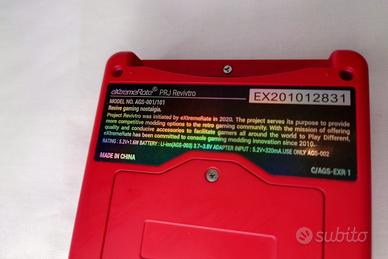 eXtremeRate® PRJ Revivtro
EX201012831
MODEL NO. AGS-001/101
Revive gaming nostalgia.
Project Revivtro was initiated by eXtremeRate in 2020. The project serves its purpose to provide
more competitive modding options to the retro gaming community. With the mission of offering
quality and conducive accessories to facilitate gamers all around the world to Play Different,
eXtremeRate has been committed to console gaming modding innovation since 2010.
RATING : 5.2V=1.6W BATTERY : Li-ion(AGS-003) 3.7-3.8V ADAPTER INPUT : 5.2V=320mA.USE ONLY AGS-002
MADE IN CHINA
C/AGS-EXR 1
subito